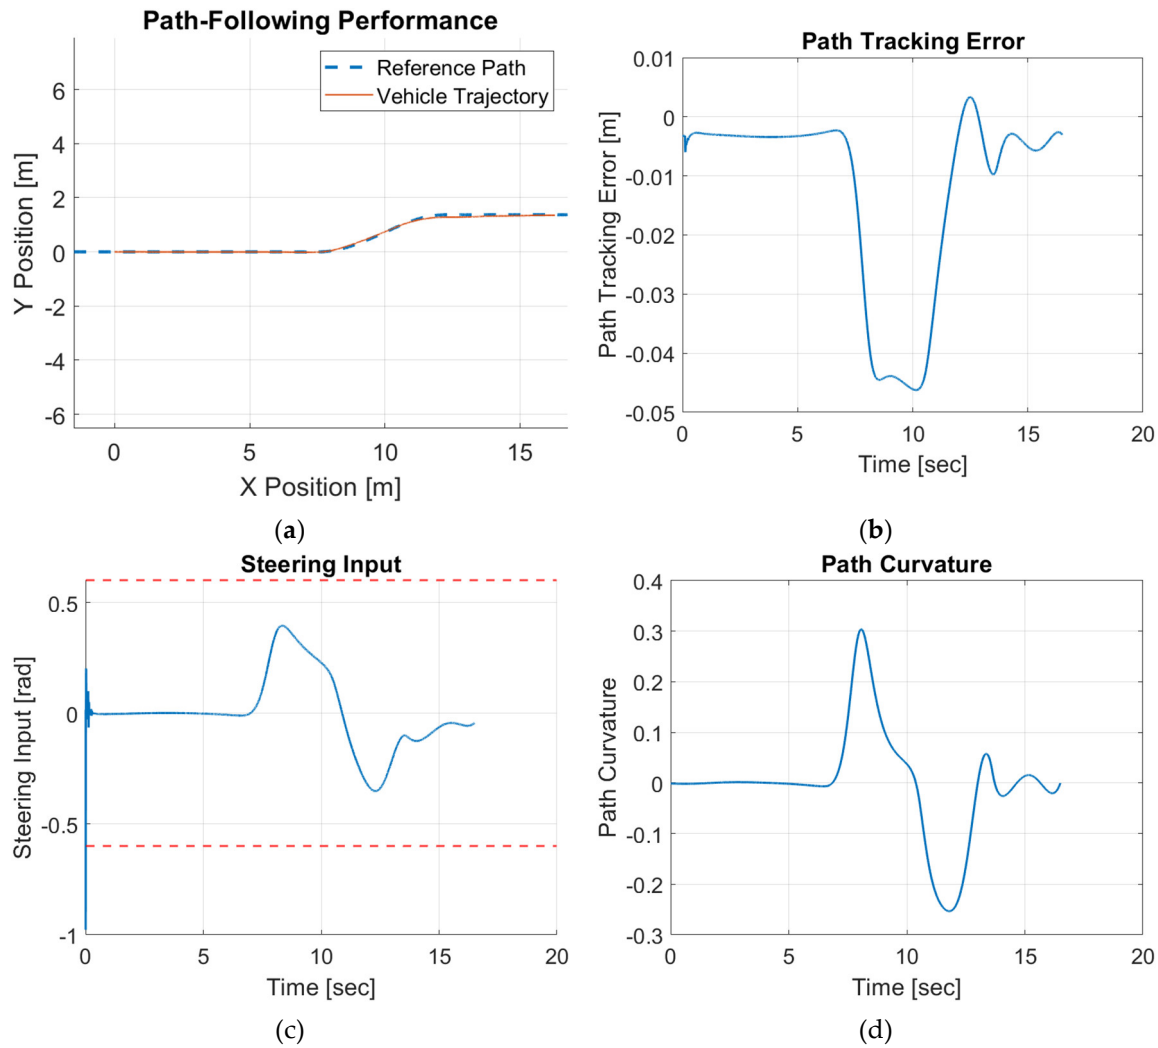 Path-Following Performance
Reference Path
Vehicle Trajectory
6
4
2
0
-2
-4
-6
Y Position [m]
0
5
10
15
X Position [m]
(a)
Path Tracking Error
0.01
0
-0.01
-0.02
-0.03
-0.04
-0.05
Path Tracking Error [m]
0
5
10
15
20
Time [sec]
(b)
Steering Input
0.5
0
-0.5
-1
Steering Input [rad]
0
5
10
15
20
Time [sec]
(c)
Path Curvature
0.4
0.3
0.2
0.1
0
-0.1
-0.2
-0.3
Path Curvature
0
5
10
15
20
Time [sec]
(d)